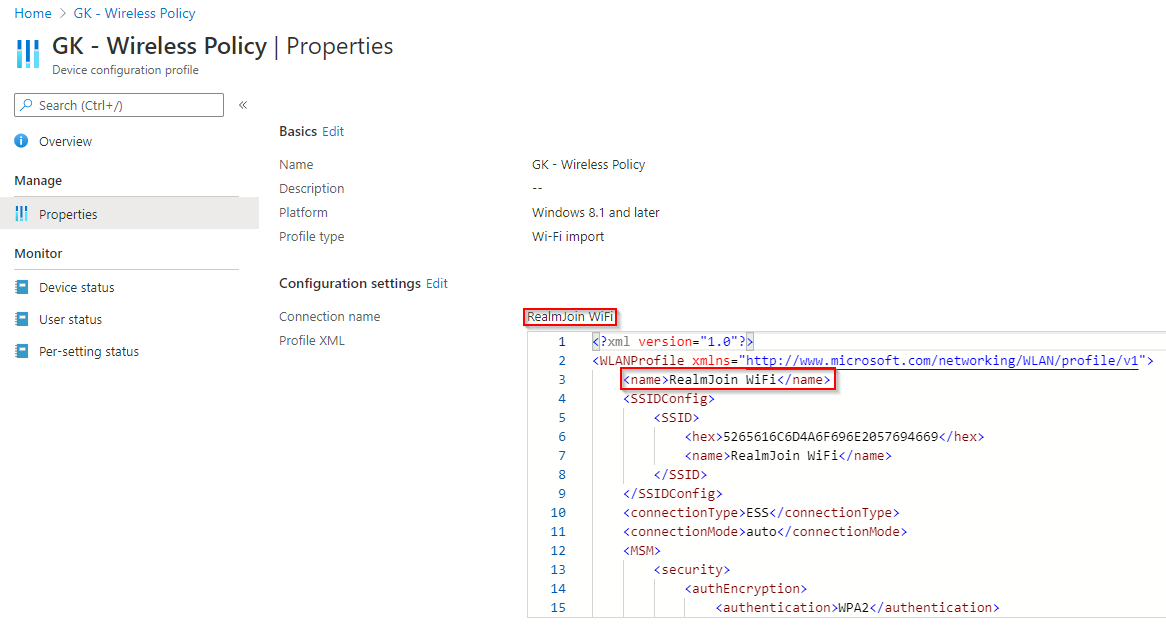 Home > GK - Wireless Policy
GK - Wireless Policy | Properties
Device configuration profile
Search (Ctrl+/)
«
Overview
Manage
Properties
Monitor
Device status
User status
Per-setting status
Basics Edit
Name GK - Wireless Policy
Description --
Platform Windows 8.1 and later
Profile type Wi-Fi import
Configuration settings Edit
Connection name RealmJoin WiFi
Profile XML
1 <?xml version="1.0"?>
2 <WLANProfile xmlns="http://www.microsoft.com/networking/WLAN/profile/v1">
3 <name>RealmJoin WiFi</name>
4 <SSIDConfig>
5 <SSID>
6 <hex>5265616C6D4A6F696E2057694669</hex>
7 <name>RealmJoin WiFi</name>
8 </SSID>
9 </SSIDConfig>
10 <connectionType>ESS</connectionType>
11 <connectionMode>auto</connectionMode>
12 <MSM>
13 <security>
14 <authEncryption>
15 <authentication>WPA2</authentication>